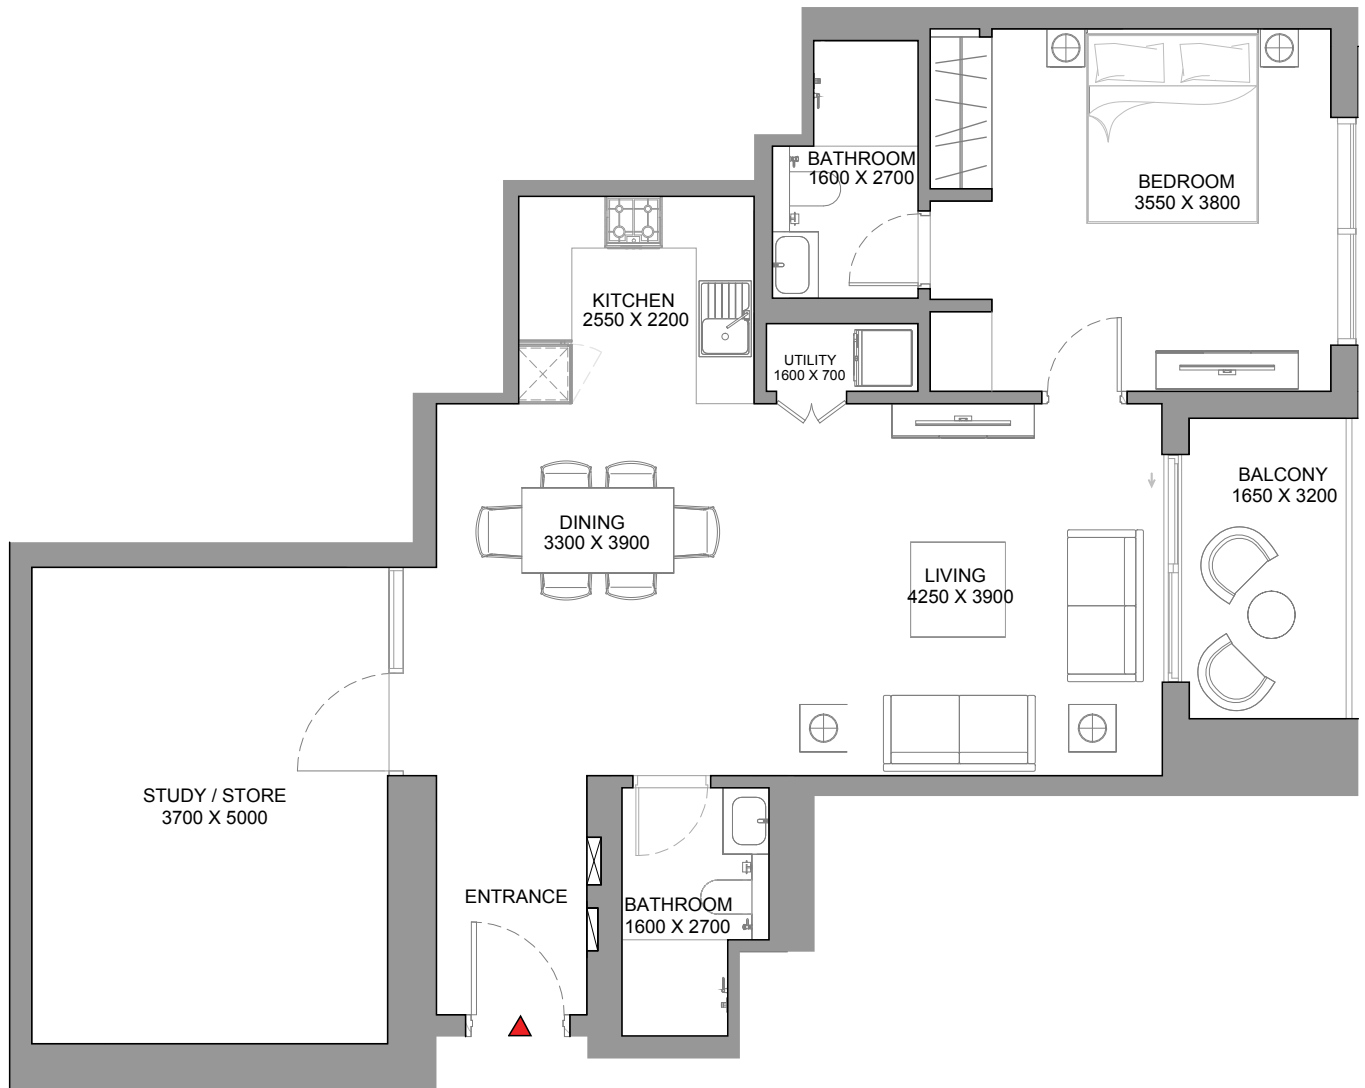 BATHROOM
1600 X 2700
BEDROOM
3550 X 3800
KITCHEN
2550 X 2200
UTILITY
1600 X 700
BALCONY
1650 X 3200
DINING
3300 X 3900
LIVING
4250 X 3900
STUDY / STORE
3700 X 5000
ENTRANCE
BATHROOM
1600 X 2700